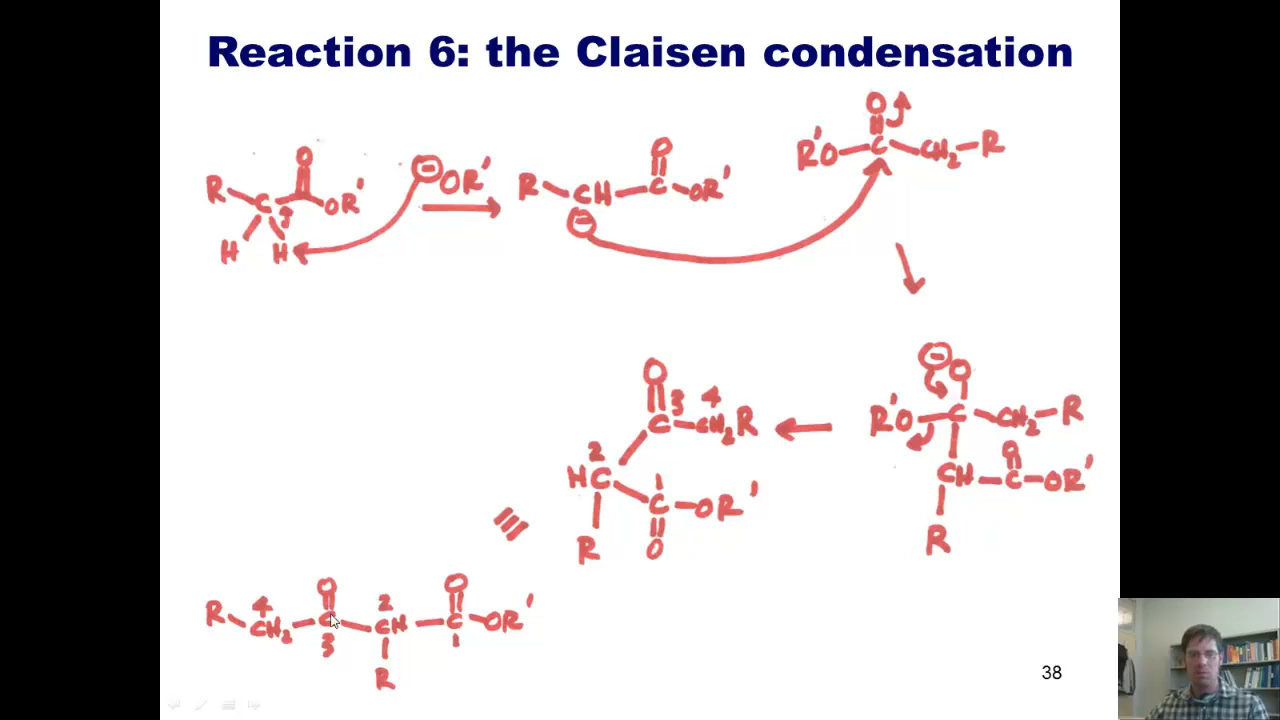 Reaction 6: the Claisen condensation
R C O OR' H H
⊖OR'
R CH ⊖ C O OR'
R'O C O CH₂ R
⊖ O
R'O C CH₂ R
CH C O OR'
R
O
C 3 CH₂R 4
HC 2 C 1 OR'
R O
≡
R CH₂ 4 C 3 O CH 2 R C 1 O OR'
38